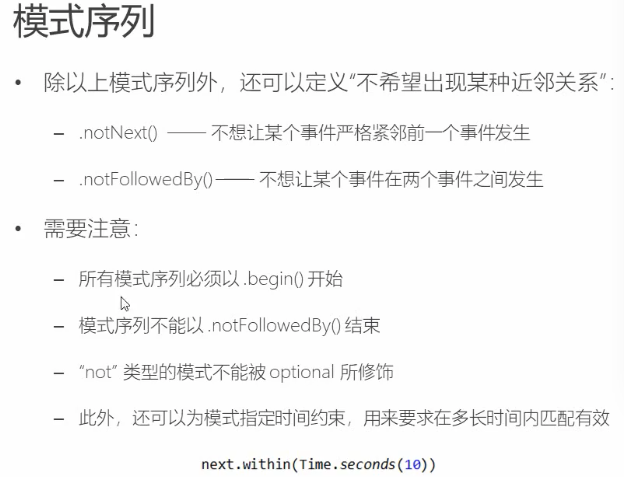 模式序列
• 除以上模式序列外，还可以定义“不希望出现某种近邻关系”：
– .notNext() —— 不想让某个事件严格紧邻前一个事件发生
– .notFollowedBy() —— 不想让某个事件在两个事件之间发生
• 需要注意：
– 所有模式序列必须以 .begin() 开始
– 模式序列不能以 .notFollowedBy() 结束
– “not” 类型的模式不能被 optional 所修饰
– 此外，还可以为模式指定时间约束，用来要求在多长时间内匹配有效
next.within(Time.seconds(10))